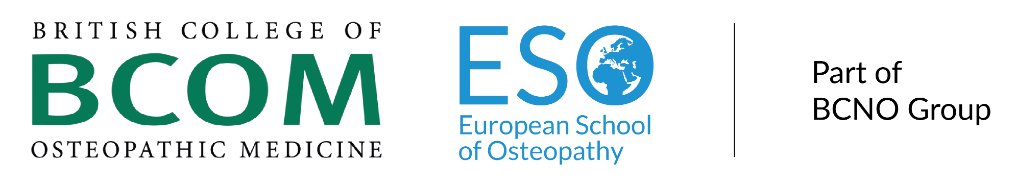 BRITISH COLLEGE OF
BCOM
OSTEOPATHIC MEDICINE
ESO
European School
of Osteopathy
Part of
BCNO Group